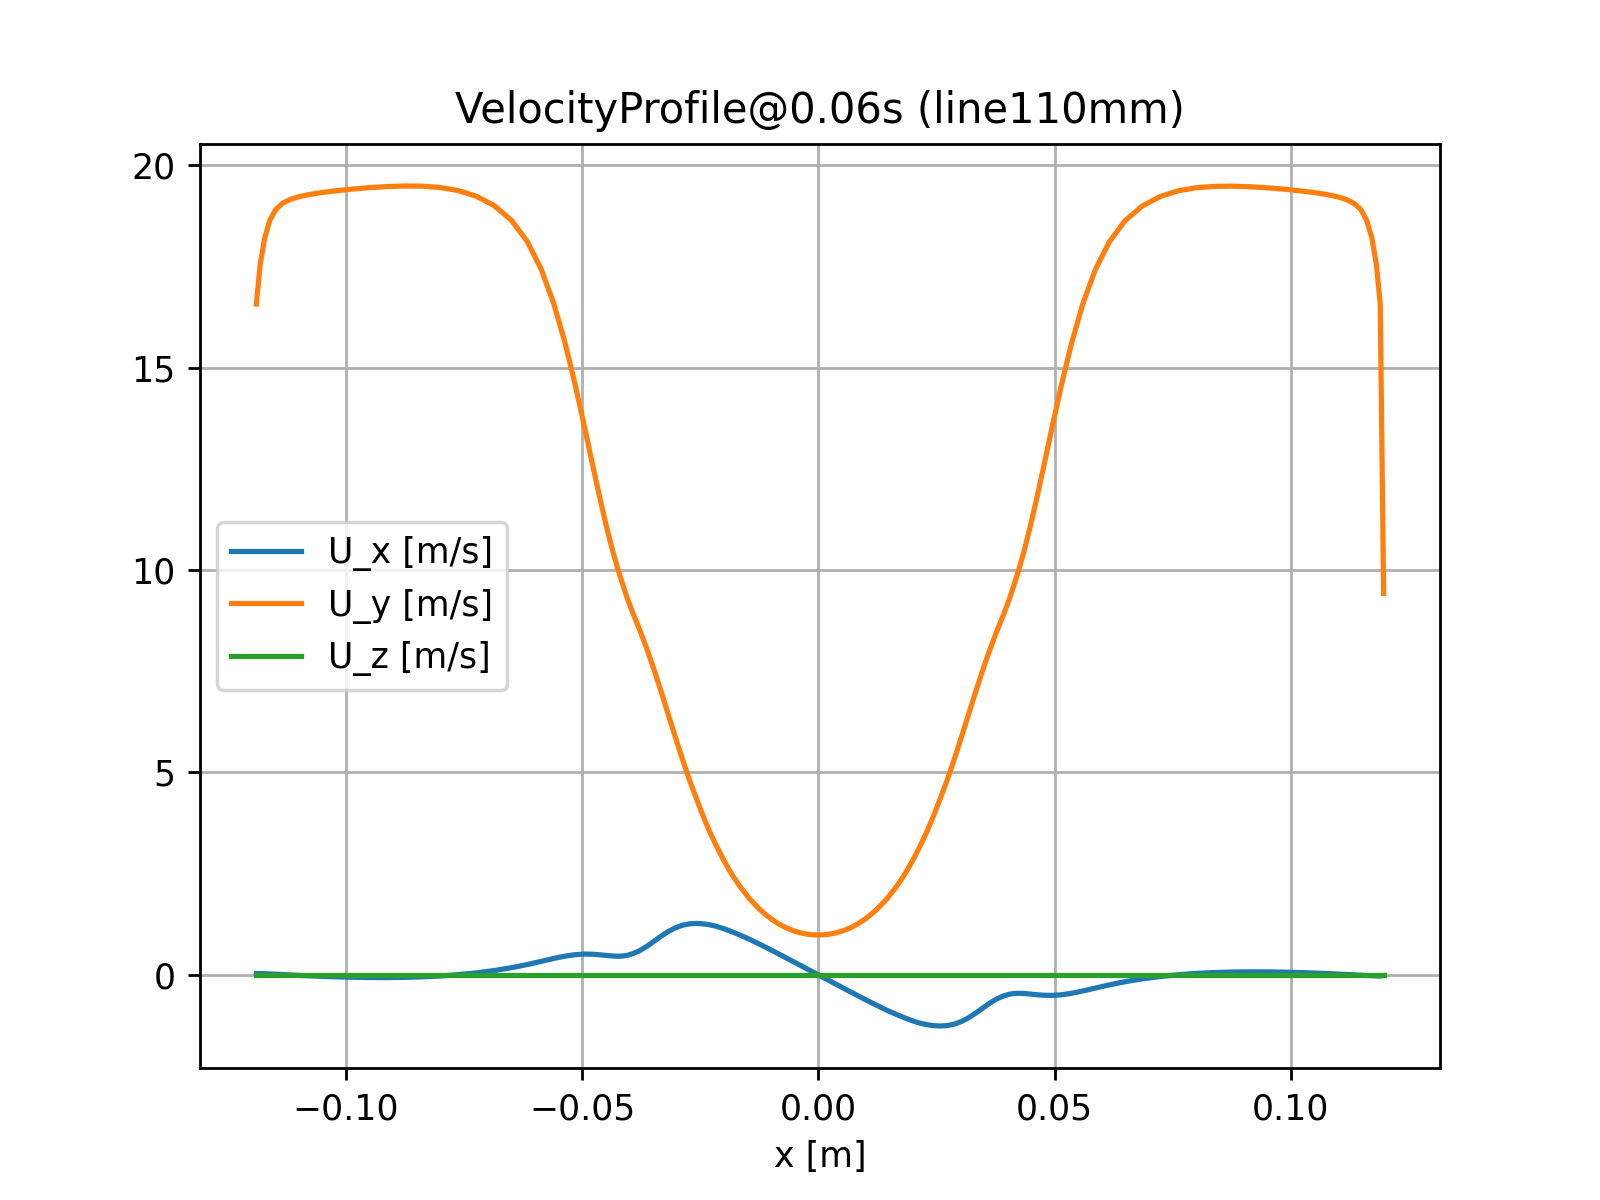 VelocityProfile@0.06s (line110mm)
20
15
10
5
0
U_x [m/s]
U_y [m/s]
U_z [m/s]
−0.10 −0.05 0.00 0.05 0.10
x [m]